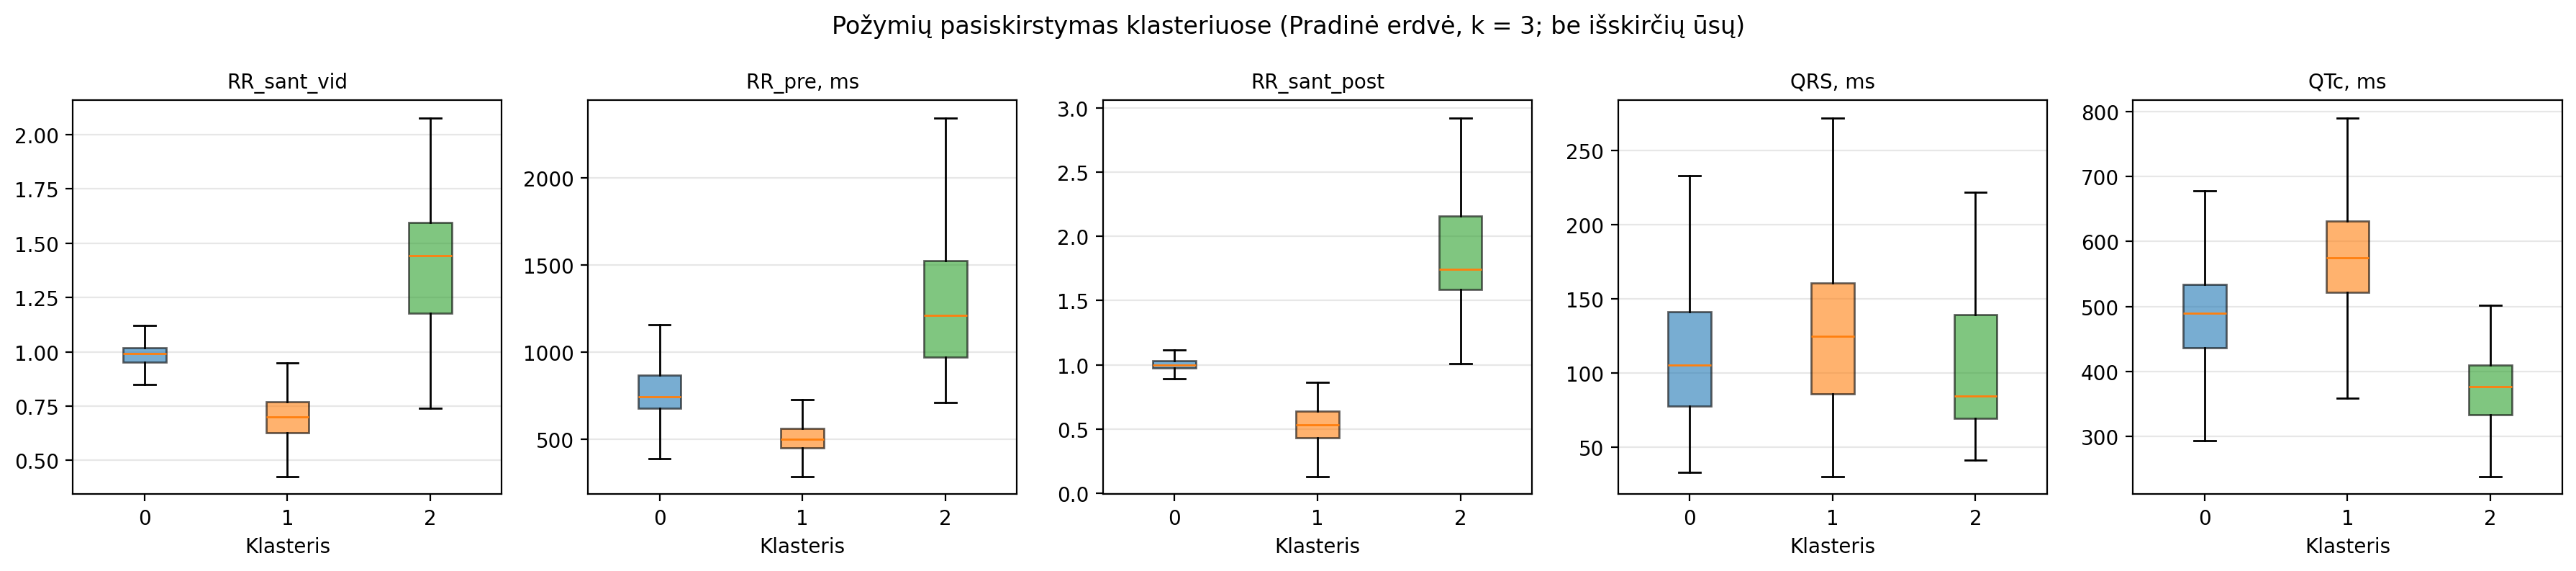 Požymių pasiskirstymas klasteriuose (Pradinė erdvė, k = 3; be išskirčių ūsų)
RR_sant_vid
2.00
1.75
1.50
1.25
1.00
0.75
0.50
0 1 2
Klasteris
RR_pre, ms
2000
1500
1000
500
0 1 2
Klasteris
RR_sant_post
3.0
2.5
2.0
1.5
1.0
0.5
0.0
0 1 2
Klasteris
QRS, ms
250
200
150
100
50
0 1 2
Klasteris
QTc, ms
800
700
600
500
400
300
0 1 2
Klasteris